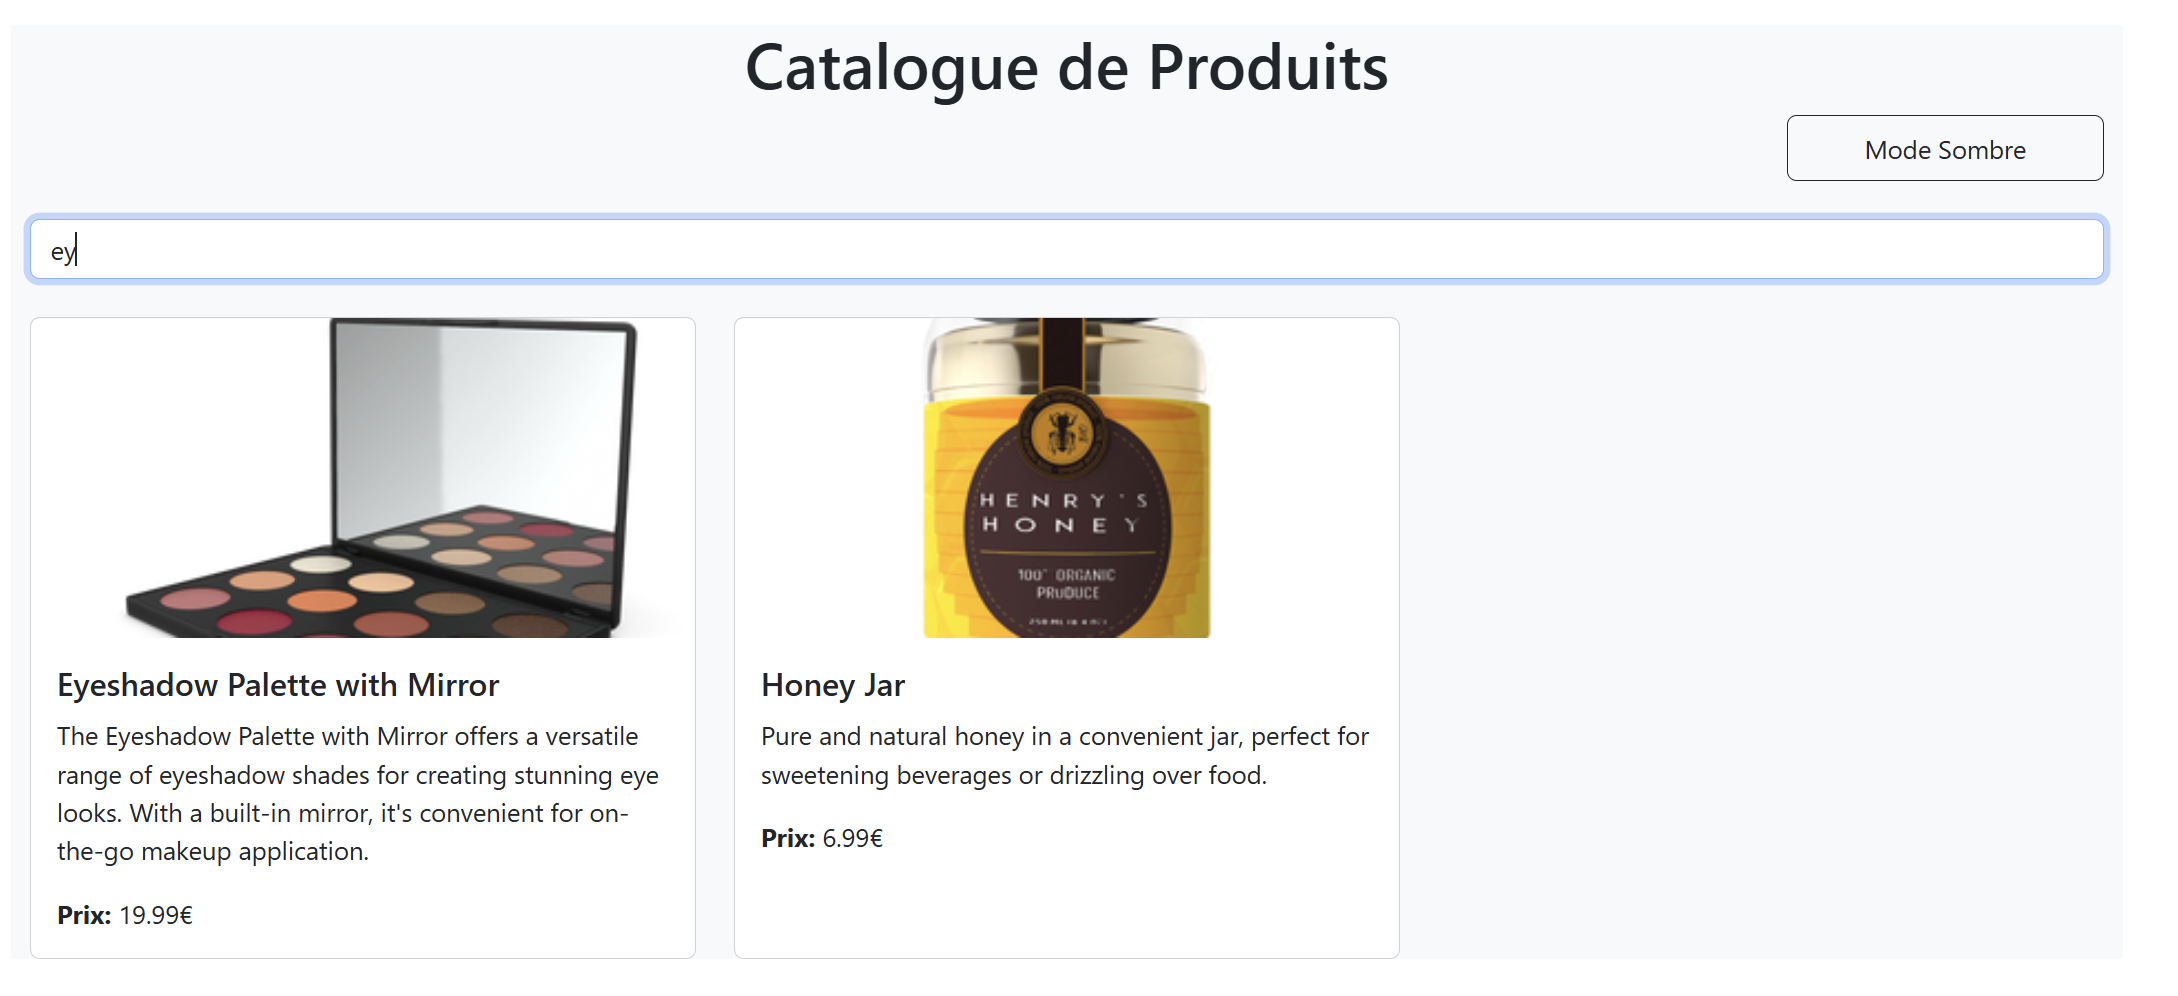 Catalogue de Produits
Mode Sombre
ey
HENRY'S
HONEY
100° ORGANIC
PRODUCE
Eyeshadow Palette with Mirror
The Eyeshadow Palette with Mirror offers a versatile
range of eyeshadow shades for creating stunning eye
looks. With a built-in mirror, it's convenient for on-
the-go makeup application.
Prix: 19.99€
Honey Jar
Pure and natural honey in a convenient jar, perfect for
sweetening beverages or drizzling over food.
Prix: 6.99€